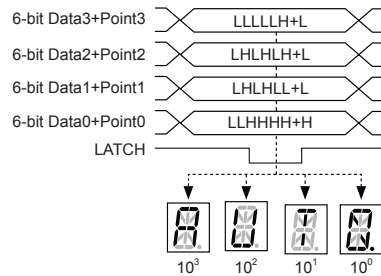 6-bit Data3+Point3 LLLLLH+L
6-bit Data2+Point2 LHLHLH+L
6-bit Data1+Point1 LHLHLL+L
6-bit Data0+Point0 LLHHHH+H
LATCH
A U T O.
10³ 10² 10¹ 10⁰